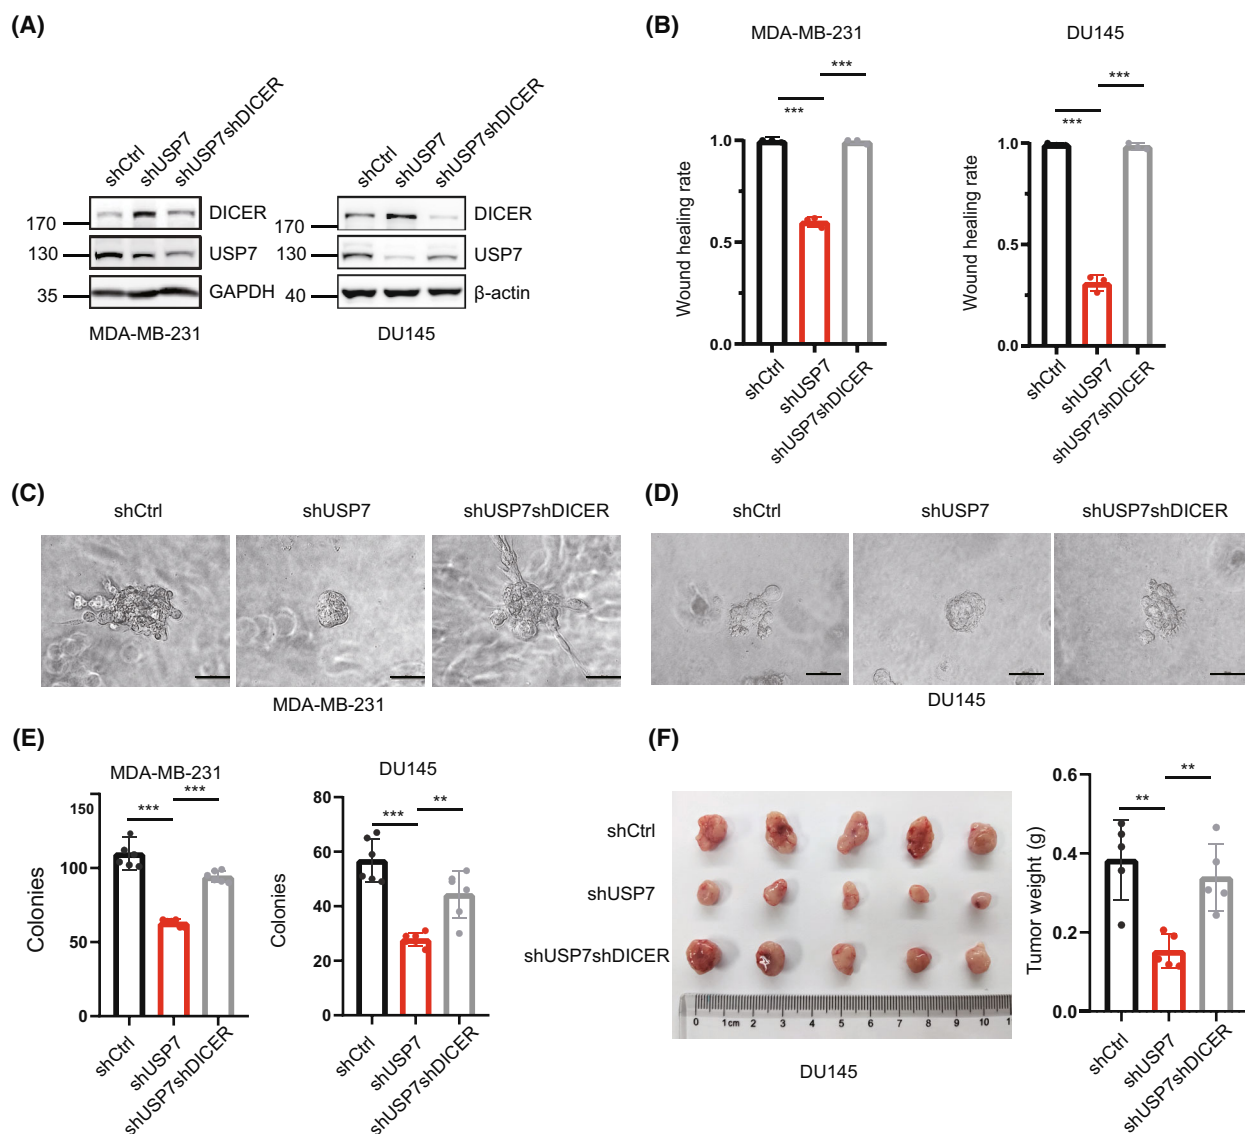 (A)
shCtrl
shUSP7
shUSP7shDICER
170
DICER
130
USP7
35
GAPDH
MDA-MB-231
shCtrl
shUSP7
shUSP7shDICER
170
DICER
130
USP7
40
β-actin
DU145
(B)
MDA-MB-231
***
***
Wound healing rate
1.0
0.5
0.0
shCtrl
shUSP7
shUSP7shDICER
DU145
***
***
Wound healing rate
1.0
0.5
0.0
shCtrl
shUSP7
shUSP7shDICER
(C)
shCtrl
shUSP7
shUSP7shDICER
MDA-MB-231
(D)
shCtrl
shUSP7
shUSP7shDICER
DU145
(E)
MDA-MB-231
***
***
Colonies
150
100
50
0
shCtrl
shUSP7
shUSP7shDICER
DU145
***
**
Colonies
80
60
40
20
0
shCtrl
shUSP7
shUSP7shDICER
(F)
shCtrl
shUSP7
shUSP7shDICER
0 1cm 2 3 4 5 6 7 8 9 10 1
DU145
**
**
Tumor weight (g)
0.6
0.4
0.2
0.0
shCtrl
shUSP7
shUSP7shDICER